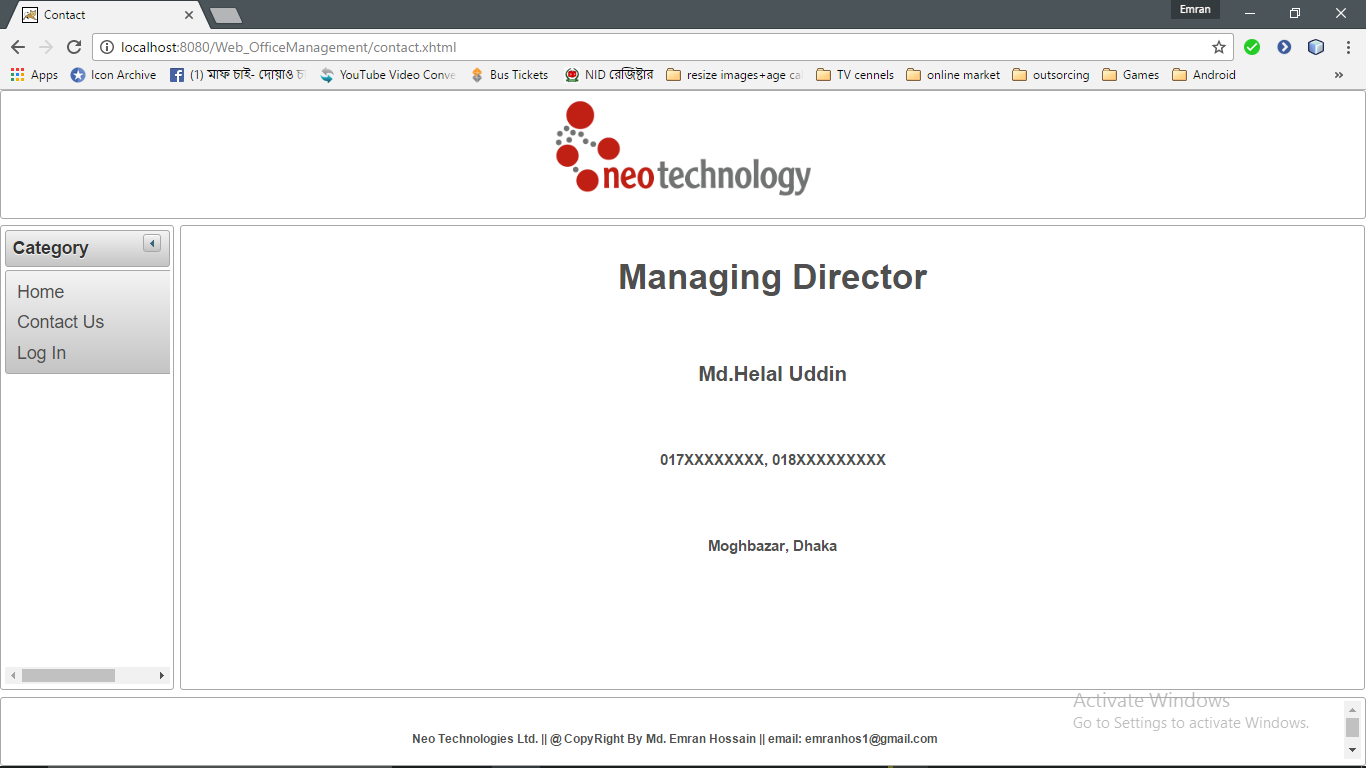 Contact
Emran
localhost:8080/Web_OfficeManagement/contact.xhtml
Apps Icon Archive (1) মাফ চাই- দোয়াও YouTube Video Conve Bus Tickets NID রেজিষ্টার resize images+age ca TV cennels online market outsorcing Games Android »
neotechnology
Category
Home
Contact Us
Log In
Managing Director
Md.Helal Uddin
017XXXXXXXX, 018XXXXXXXXX
Moghbazar, Dhaka
Activate Windows
Go to Settings to activate Windows.
Neo Technologies Ltd. || @ CopyRight By Md. Emran Hossain || email: emranhos1@gmail.com